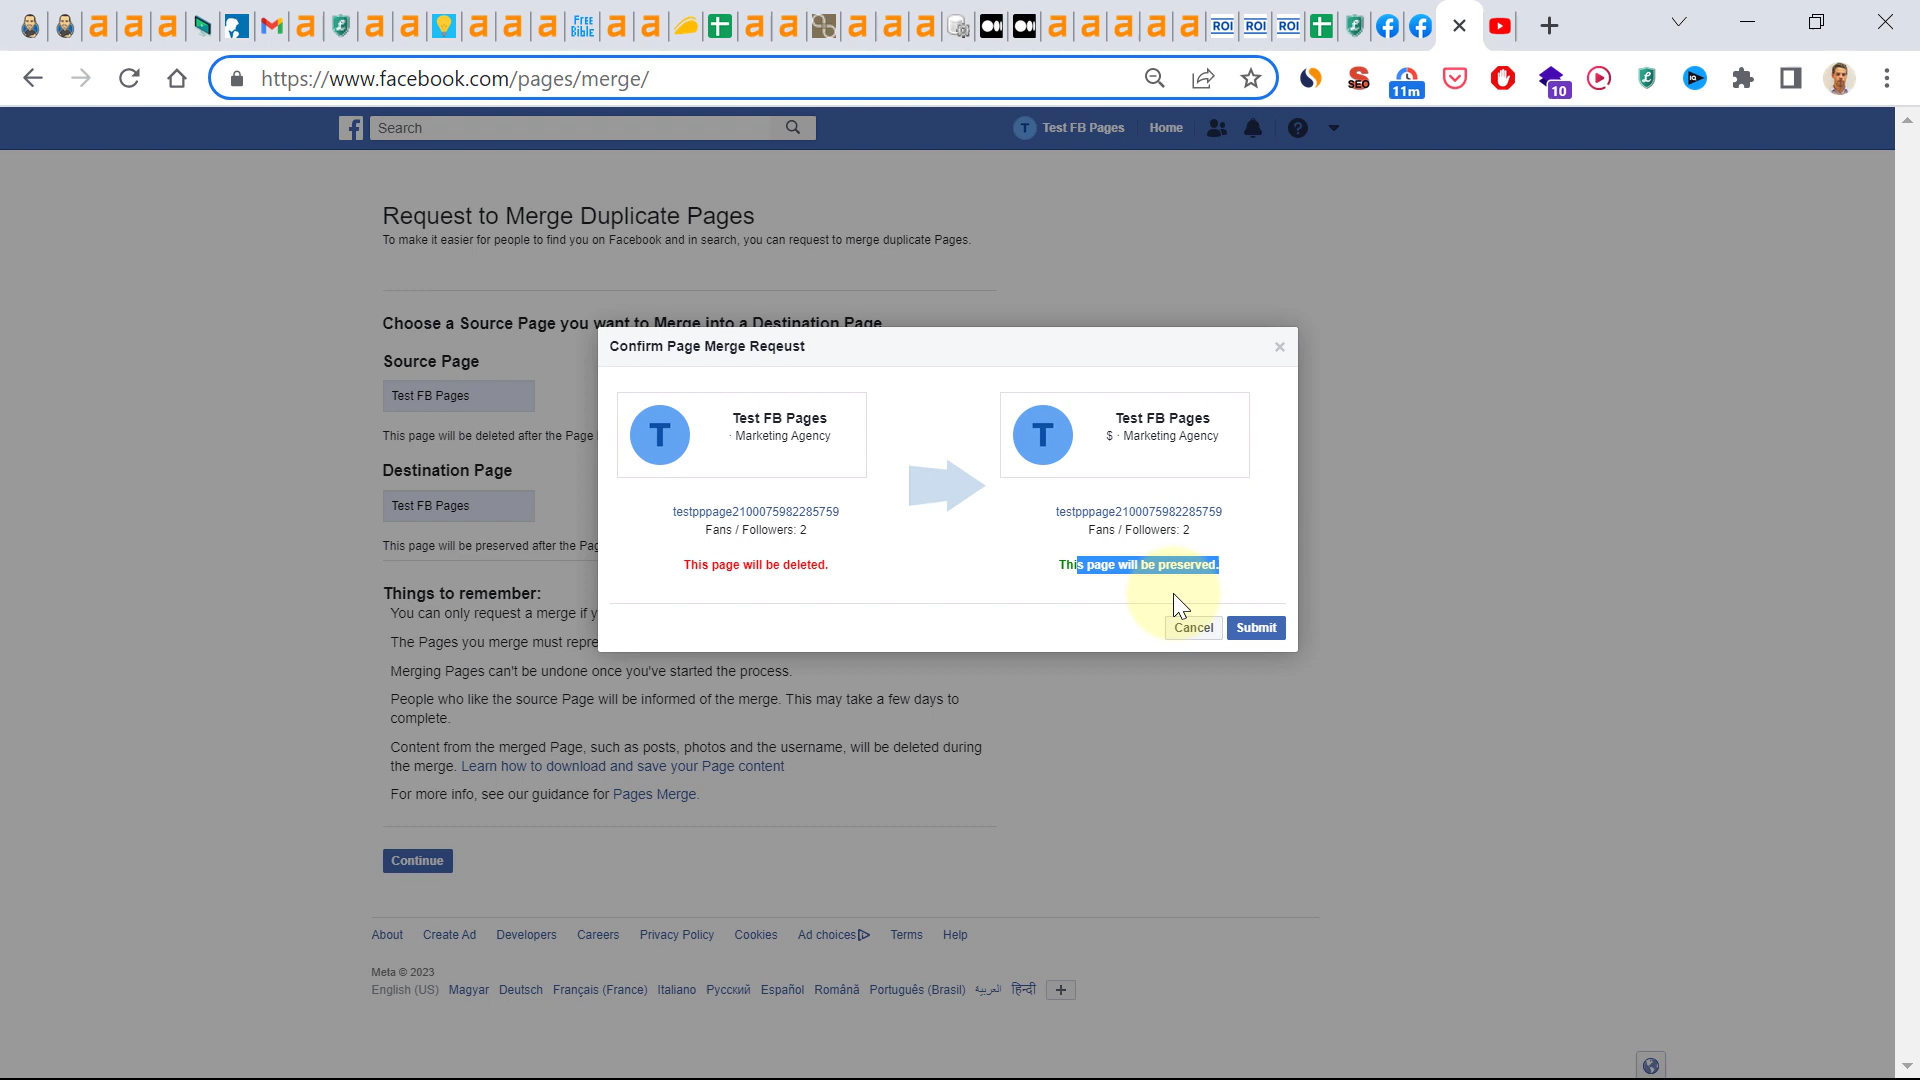 Free
Bible
ROI
ROI
ROI
https://www.facebook.com/pages/merge/
SEO
11m
10
Search
T
Test FB Pages
Home
Request to Merge Duplicate Pages
To make it easier for people to find you on Facebook and in search, you can request to merge duplicate Pages.
Choose a Source Page you want to Merge into a Destination Page
Source Page
Test FB Pages
This page will be deleted after the Page
Destination Page
Test FB Pages
This page will be preserved after the Pag
Things to remember:
You can only request a merge if y
The Pages you merge must repre
Merging Pages can't be undone once you've started the process.
People who like the source Page will be informed of the merge. This may take a few days to
complete.
Content from the merged Page, such as posts, photos and the username, will be deleted during
the merge. Learn how to download and save your Page content
For more info, see our guidance for Pages Merge.
Continue
Confirm Page Merge Reqeust
T
Test FB Pages
· Marketing Agency
testpppage2100075982285759
Fans / Followers: 2
This page will be deleted.
T
Test FB Pages
$ · Marketing Agency
testpppage2100075982285759
Fans / Followers: 2
This page will be preserved.
Cancel
Submit
About Create Ad Developers Careers Privacy Policy Cookies Ad choices Terms Help
Meta © 2023
English (US) Magyar Deutsch Français (France) Italiano Русский Español Română Português (Brasil) العربية हिन्दी